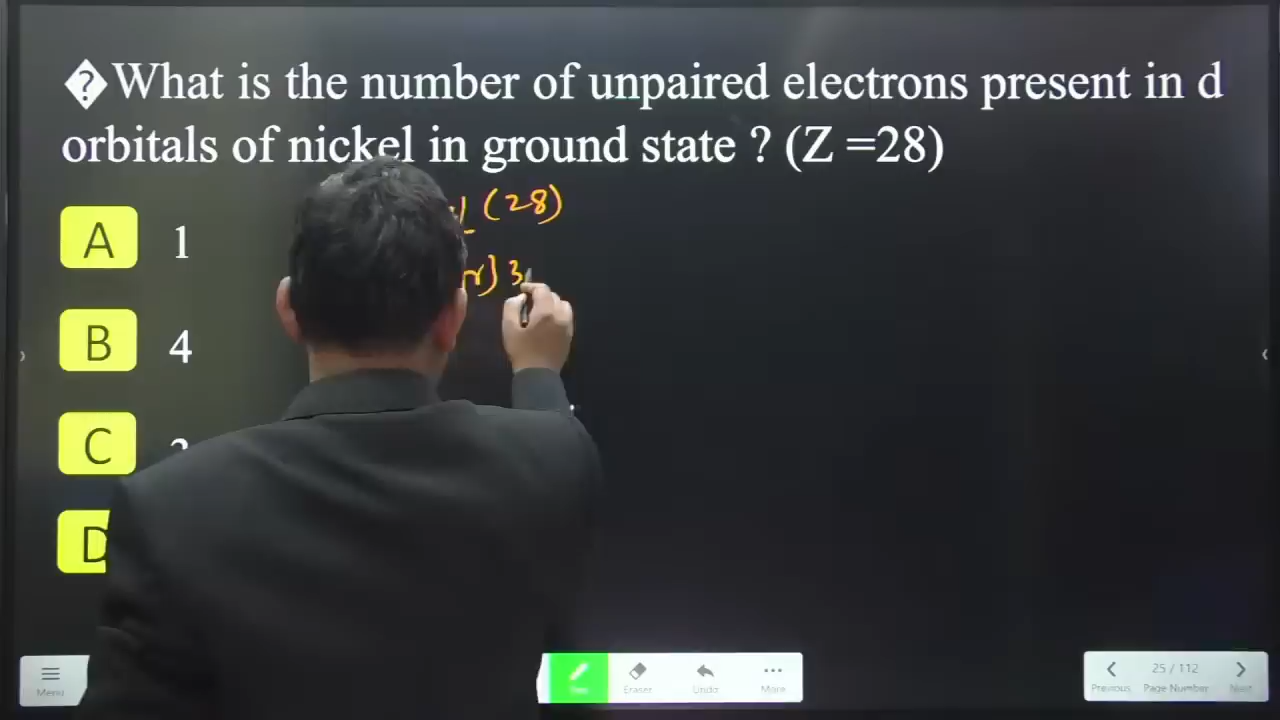 What is the number of unpaired electrons present in d
orbitals of nickel in ground state ? (Z =28)
(28)
3
A 1
B 4
C
D
Menu
Eraser
Undo
More
Previous
25 / 112
Page Number
Next